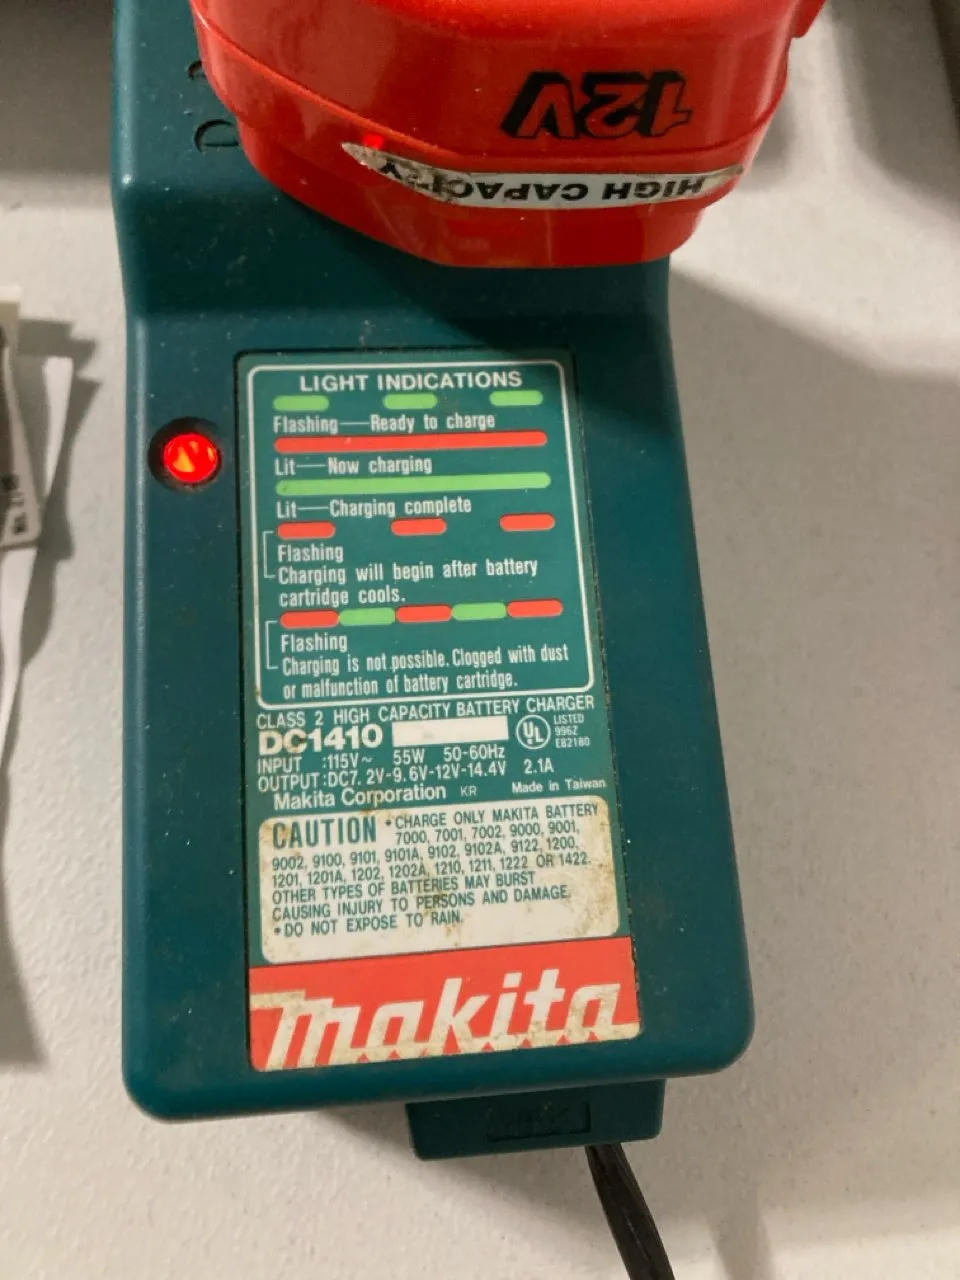 12V
HIGH CAPACITY
LIGHT INDICATIONS
Flashing—Ready to charge
Lit—Now charging
Lit—Charging complete
Flashing
Charging will begin after battery
cartridge cools.
Flashing
Charging is not possible. Clogged with dust
or malfunction of battery cartridge.
CLASS 2 HIGH CAPACITY BATTERY CHARGER
DC1410
UL
LISTED
996Z
E82180
INPUT :115V~ 55W 50-60Hz
OUTPUT:DC7.2V-9.6V-12V-14.4V 2.1A
Makita Corporation KR Made in Taiwan
CAUTION •CHARGE ONLY MAKITA BATTERY
7000, 7001, 7002, 9000, 9001,
9002, 9100, 9101, 9101A, 9102, 9102A, 9122, 1200,
1201, 1201A, 1202, 1202A, 1210, 1211, 1222 OR 1422.
OTHER TYPES OF BATTERIES MAY BURST
CAUSING INJURY TO PERSONS AND DAMAGE.
•DO NOT EXPOSE TO RAIN.
makita